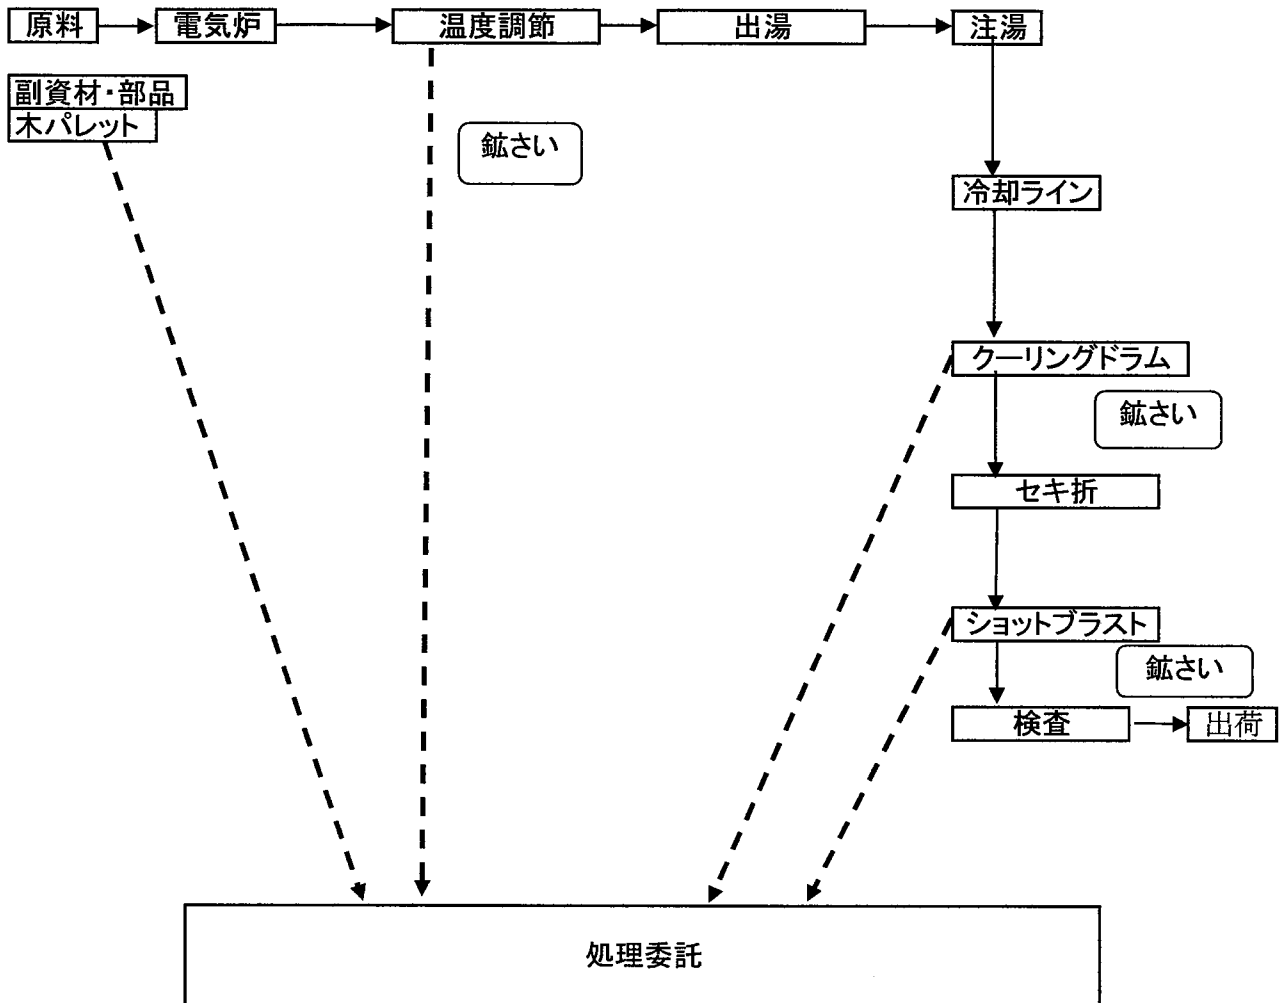 原料
電気炉
温度調節
出湯
注湯
副資材・部品
木パレット
鉱さい
冷却ライン
クーリングドラム
鉱さい
セキ折
ショットブラスト
鉱さい
検査
出荷
処理委託